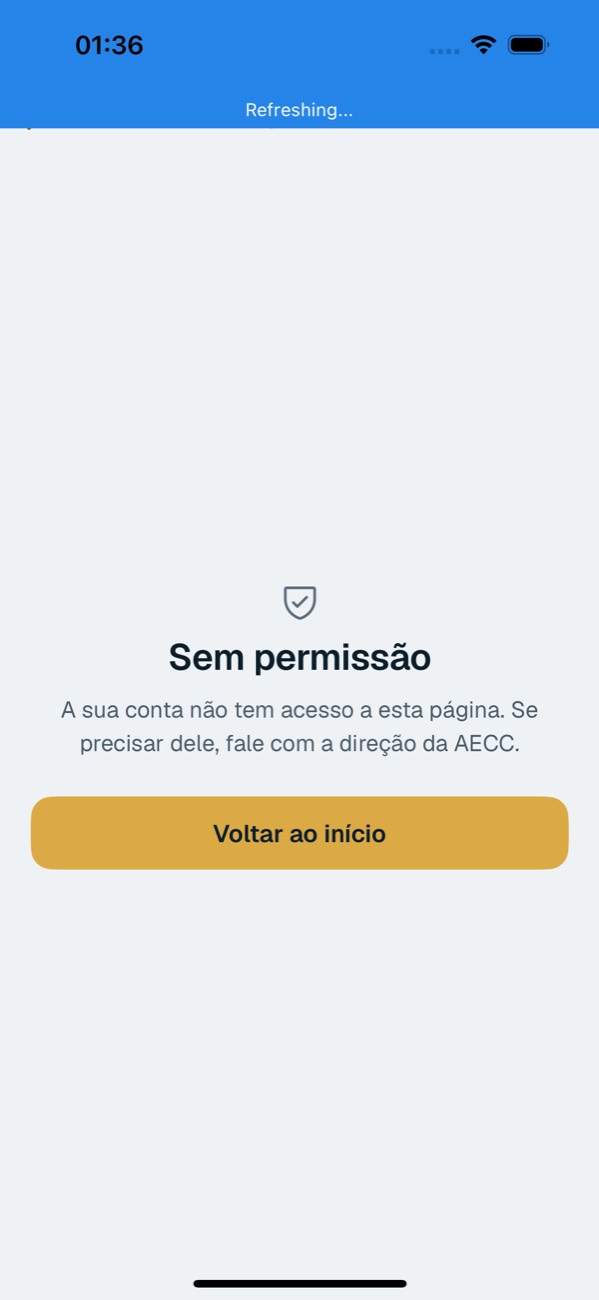 01:36
Refreshing...
Sem permissão
A sua conta não tem acesso a esta página. Se
precisar dele, fale com a direção da AECC.
Voltar ao início